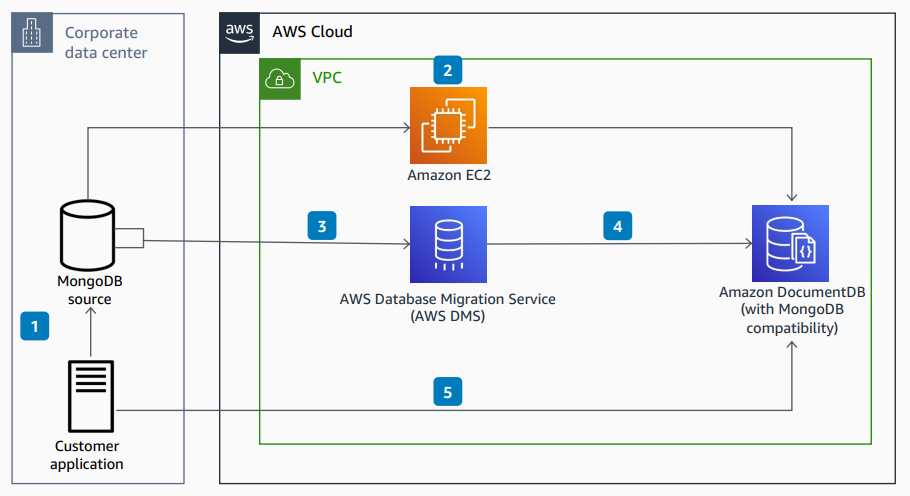 Corporate
data center
aws
AWS Cloud
VPC
2
Amazon EC2
3
4
MongoDB
source
AWS Database Migration Service
(AWS DMS)
Amazon DocumentDB
(with MongoDB
compatibility)
1
5
Customer
application